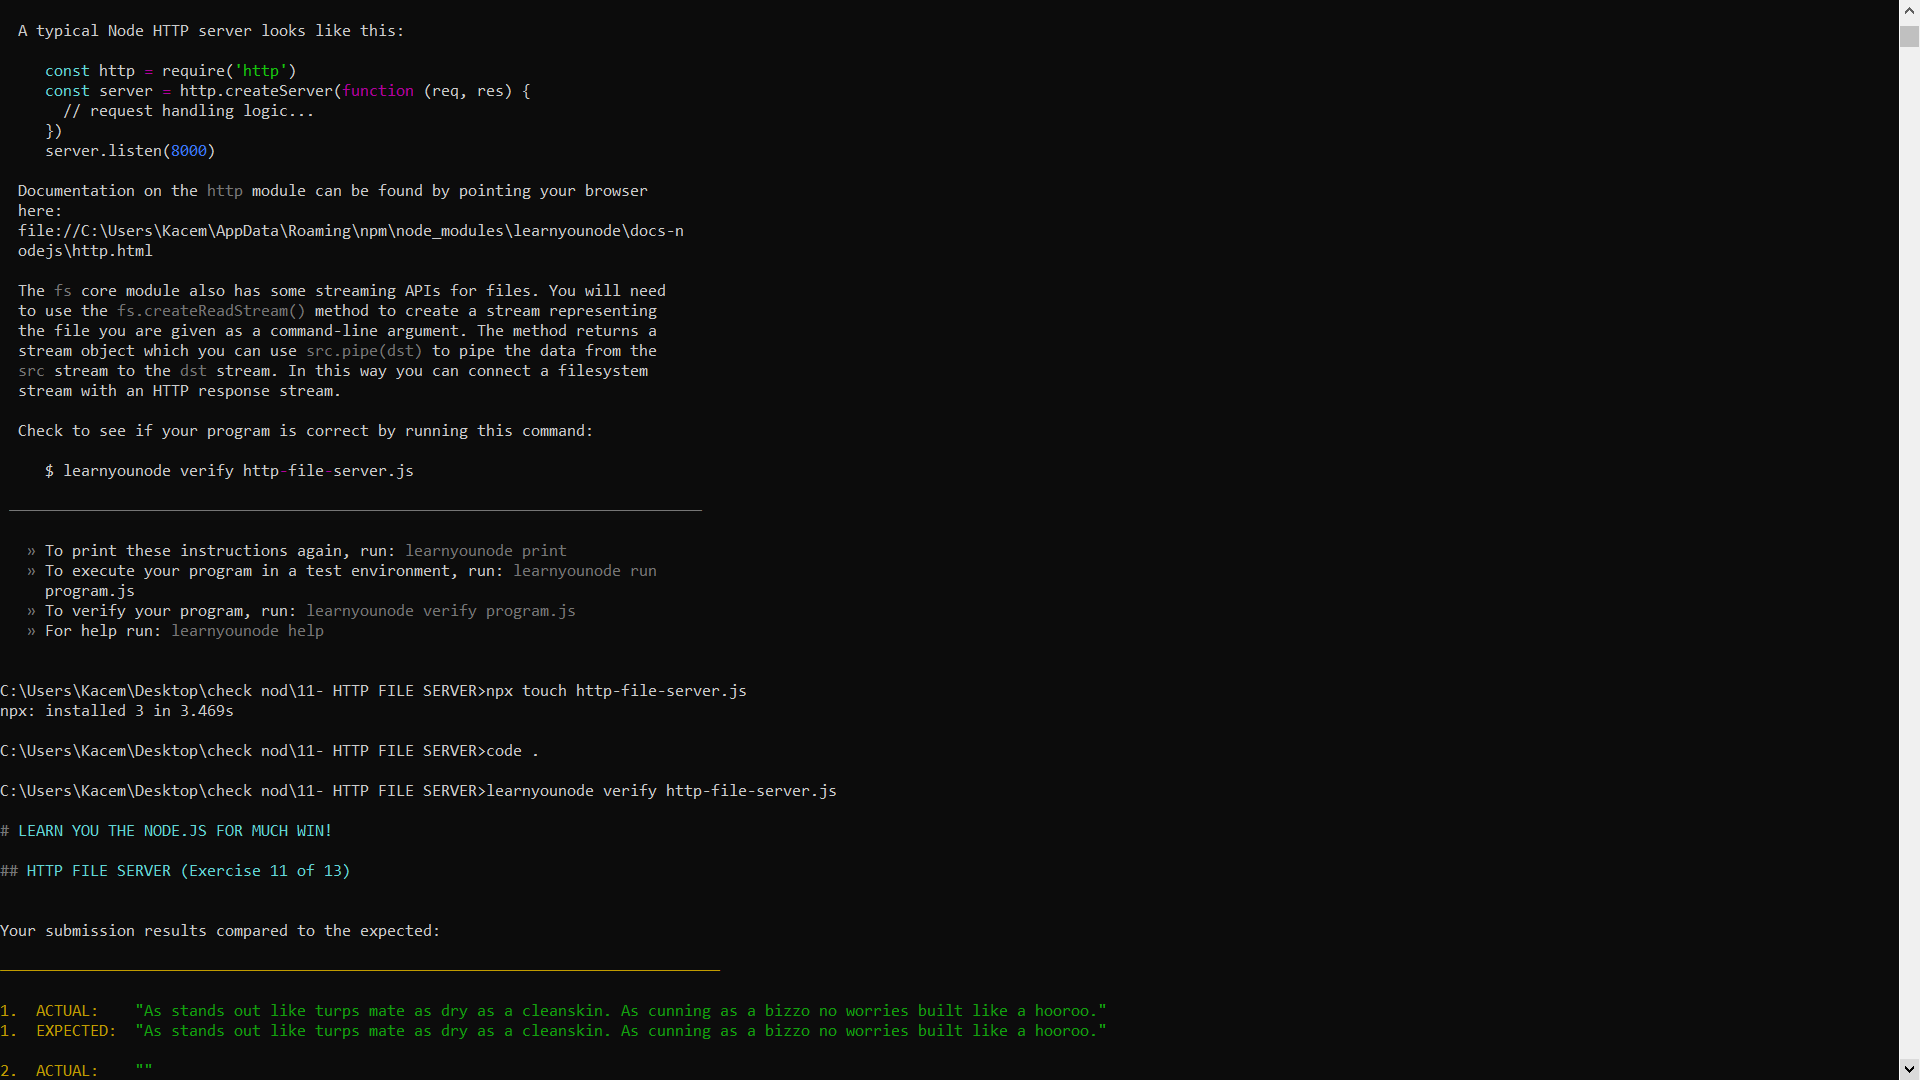 A typical Node HTTP server looks like this:
const http = require('http')
const server = http.createServer(function (req, res) {
// request handling logic...
})
server.listen(8000)
Documentation on the http module can be found by pointing your browser
here:
file://C:\Users\Kacem\AppData\Roaming\npm\node_modules\learnyounode\docs-n
odejs\http.html
The fs core module also has some streaming APIs for files. You will need
to use the fs.createReadStream() method to create a stream representing
the file you are given as a command-line argument. The method returns a
stream object which you can use src.pipe(dst) to pipe the data from the
src stream to the dst stream. In this way you can connect a filesystem
stream with an HTTP response stream.
Check to see if your program is correct by running this command:
$ learnyounode verify http-file-server.js
» To print these instructions again, run: learnyounode print
» To execute your program in a test environment, run: learnyounode run
program.js
» To verify your program, run: learnyounode verify program.js
» For help run: learnyounode help
C:\Users\Kacem\Desktop\check nod\11- HTTP FILE SERVER>npx touch http-file-server.js
npx: installed 3 in 3.469s
C:\Users\Kacem\Desktop\check nod\11- HTTP FILE SERVER>code .
C:\Users\Kacem\Desktop\check nod\11- HTTP FILE SERVER>learnyounode verify http-file-server.js
# LEARN YOU THE NODE.JS FOR MUCH WIN!
## HTTP FILE SERVER (Exercise 11 of 13)
Your submission results compared to the expected:
1. ACTUAL: "As stands out like turps mate as dry as a cleanskin. As cunning as a bizzo no worries built like a hooroo."
1. EXPECTED: "As stands out like turps mate as dry as a cleanskin. As cunning as a bizzo no worries built like a hooroo."
2. ACTUAL: ""